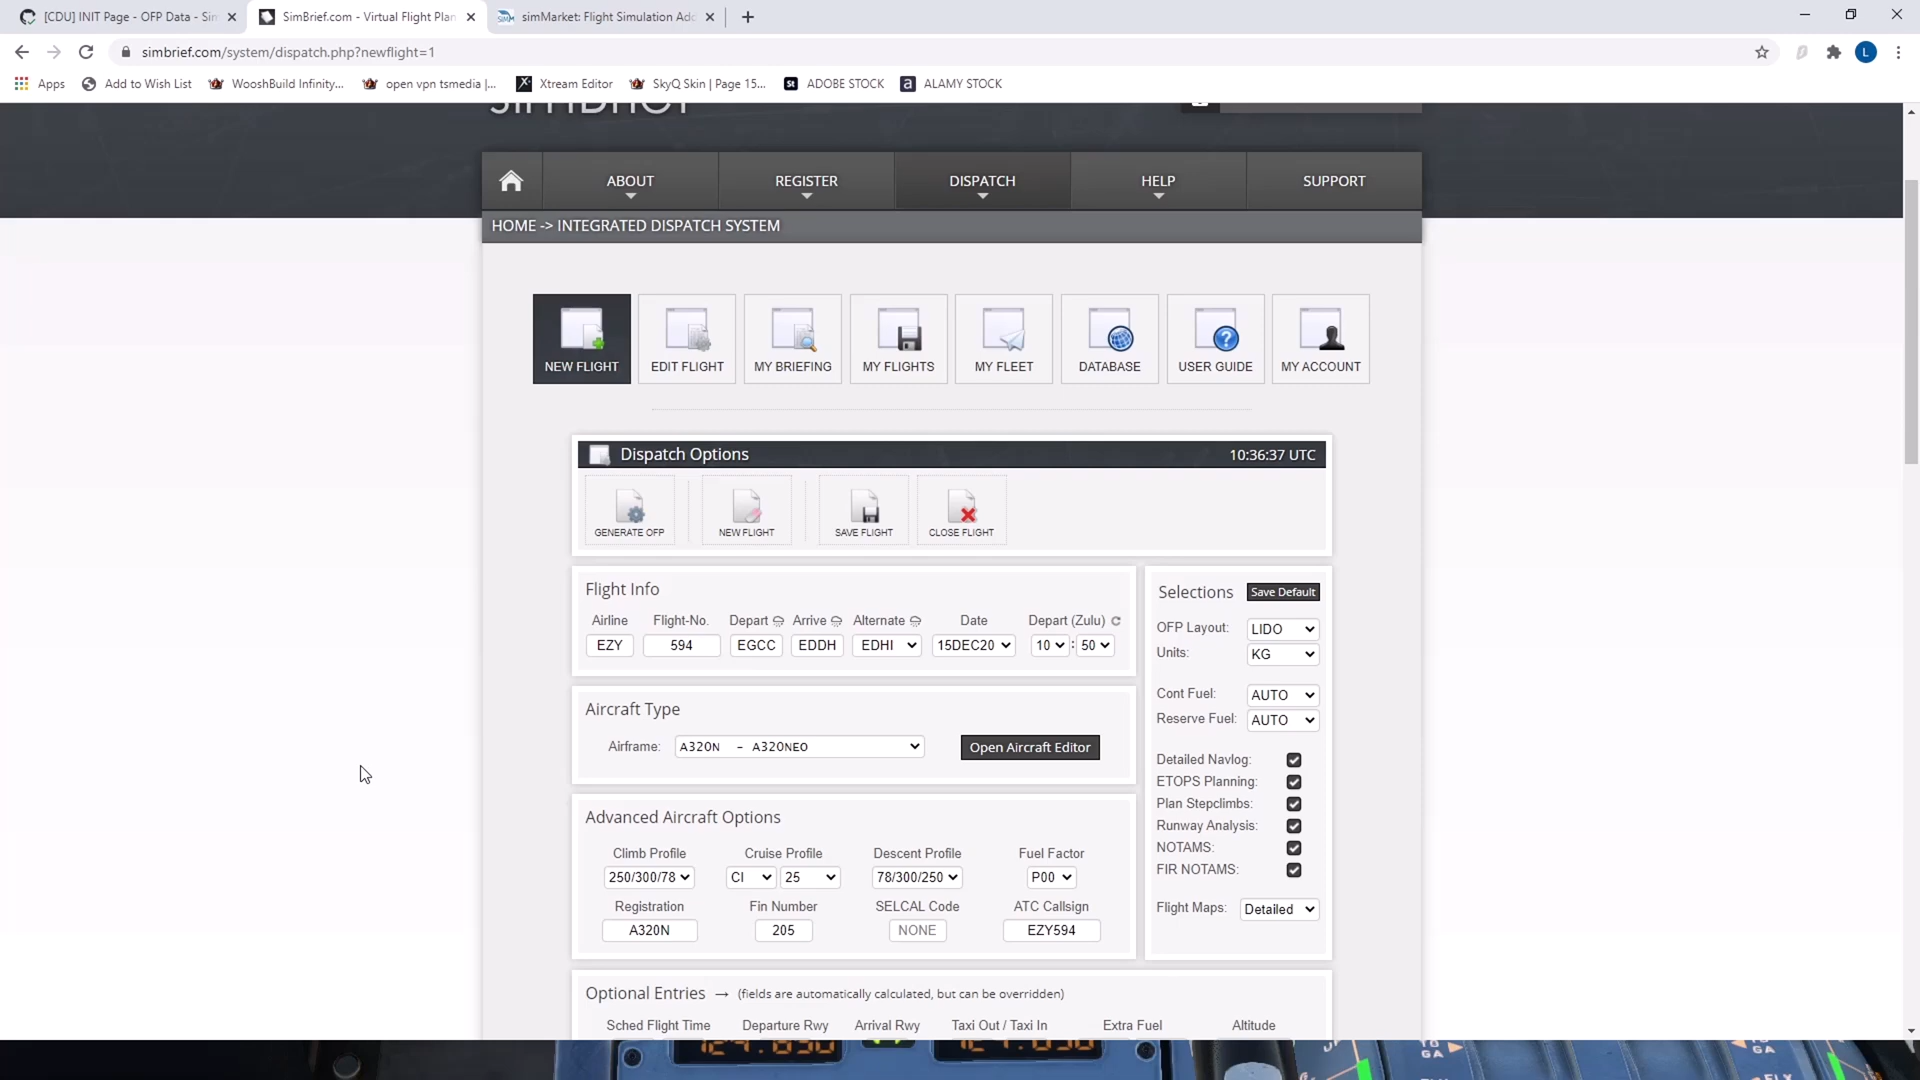 [CDU] INIT Page - OFP Data - Sim
SimBrief.com - Virtual Flight Plan
simMarket: Flight Simulation Add
simbrief.com/system/dispatch.php?newflight=1
L
Apps
Add to Wish List
WooshBuild Infinity...
open vpn tsmedia |...
Xtream Editor
SkyQ Skin | Page 15...
St ADOBE STOCK
a ALAMY STOCK
ABOUT REGISTER DISPATCH HELP SUPPORT
HOME -> INTEGRATED DISPATCH SYSTEM
NEW FLIGHT EDIT FLIGHT MY BRIEFING MY FLIGHTS MY FLEET DATABASE USER GUIDE MY ACCOUNT
Dispatch Options 10:36:37 UTC
GENERATE OFP NEW FLIGHT SAVE FLIGHT CLOSE FLIGHT
Flight Info
Airline Flight-No. Depart Arrive Alternate Date Depart (Zulu)
EZY 594 EGCC EDDH EDHI 15DEC20 10 : 50
Aircraft Type
Airframe: A320N - A320NEO Open Aircraft Editor
Advanced Aircraft Options
Climb Profile Cruise Profile Descent Profile Fuel Factor
250/300/78 CI 25 78/300/250 P00
Registration Fin Number SELCAL Code ATC Callsign
A320N 205 NONE EZY594
Selections Save Default
OFP Layout: LIDO
Units: KG
Cont Fuel: AUTO
Reserve Fuel: AUTO
Detailed Navlog:
ETOPS Planning:
Plan Stepclimbs:
Runway Analysis:
NOTAMS:
FIR NOTAMS:
Flight Maps: Detailed
Optional Entries → (fields are automatically calculated, but can be overridden)
Sched Flight Time Departure Rwy Arrival Rwy Taxi Out / Taxi In Extra Fuel Altitude
GA
GA